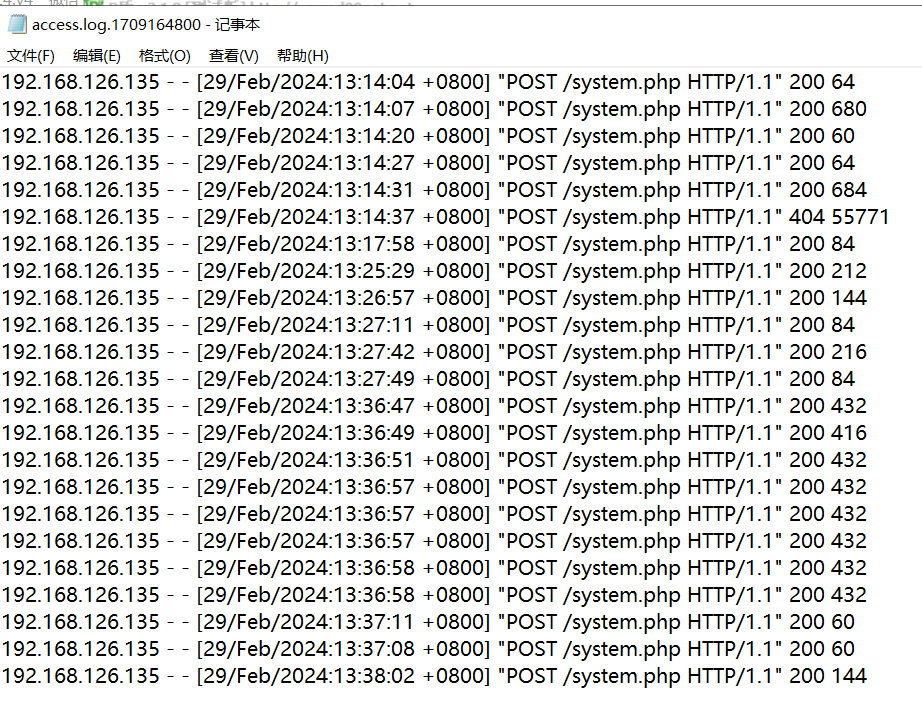 access.log.1709164800 - 记事本
文件(F) 编辑(E) 格式(O) 查看(V) 帮助(H)
192.168.126.135 - - [29/Feb/2024:13:14:04 +0800] "POST /system.php HTTP/1.1" 200 64
192.168.126.135 - - [29/Feb/2024:13:14:07 +0800] "POST /system.php HTTP/1.1" 200 680
192.168.126.135 - - [29/Feb/2024:13:14:20 +0800] "POST /system.php HTTP/1.1" 200 60
192.168.126.135 - - [29/Feb/2024:13:14:27 +0800] "POST /system.php HTTP/1.1" 200 64
192.168.126.135 - - [29/Feb/2024:13:14:31 +0800] "POST /system.php HTTP/1.1" 200 684
192.168.126.135 - - [29/Feb/2024:13:14:37 +0800] "POST /system.php HTTP/1.1" 404 55771
192.168.126.135 - - [29/Feb/2024:13:17:58 +0800] "POST /system.php HTTP/1.1" 200 84
192.168.126.135 - - [29/Feb/2024:13:25:29 +0800] "POST /system.php HTTP/1.1" 200 212
192.168.126.135 - - [29/Feb/2024:13:26:57 +0800] "POST /system.php HTTP/1.1" 200 144
192.168.126.135 - - [29/Feb/2024:13:27:11 +0800] "POST /system.php HTTP/1.1" 200 84
192.168.126.135 - - [29/Feb/2024:13:27:42 +0800] "POST /system.php HTTP/1.1" 200 216
192.168.126.135 - - [29/Feb/2024:13:27:49 +0800] "POST /system.php HTTP/1.1" 200 84
192.168.126.135 - - [29/Feb/2024:13:36:47 +0800] "POST /system.php HTTP/1.1" 200 432
192.168.126.135 - - [29/Feb/2024:13:36:49 +0800] "POST /system.php HTTP/1.1" 200 416
192.168.126.135 - - [29/Feb/2024:13:36:51 +0800] "POST /system.php HTTP/1.1" 200 432
192.168.126.135 - - [29/Feb/2024:13:36:57 +0800] "POST /system.php HTTP/1.1" 200 432
192.168.126.135 - - [29/Feb/2024:13:36:57 +0800] "POST /system.php HTTP/1.1" 200 432
192.168.126.135 - - [29/Feb/2024:13:36:57 +0800] "POST /system.php HTTP/1.1" 200 432
192.168.126.135 - - [29/Feb/2024:13:36:58 +0800] "POST /system.php HTTP/1.1" 200 432
192.168.126.135 - - [29/Feb/2024:13:36:58 +0800] "POST /system.php HTTP/1.1" 200 432
192.168.126.135 - - [29/Feb/2024:13:37:11 +0800] "POST /system.php HTTP/1.1" 200 60
192.168.126.135 - - [29/Feb/2024:13:37:08 +0800] "POST /system.php HTTP/1.1" 200 60
192.168.126.135 - - [29/Feb/2024:13:38:02 +0800] "POST /system.php HTTP/1.1" 200 144